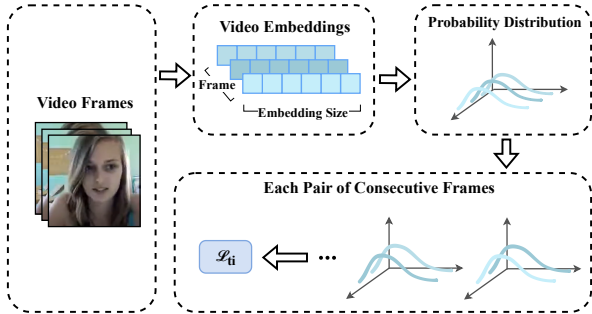 Video Frames
Video Embeddings
Frame
Embedding Size
Probability Distribution
Each Pair of Consecutive Frames
ℒti
...